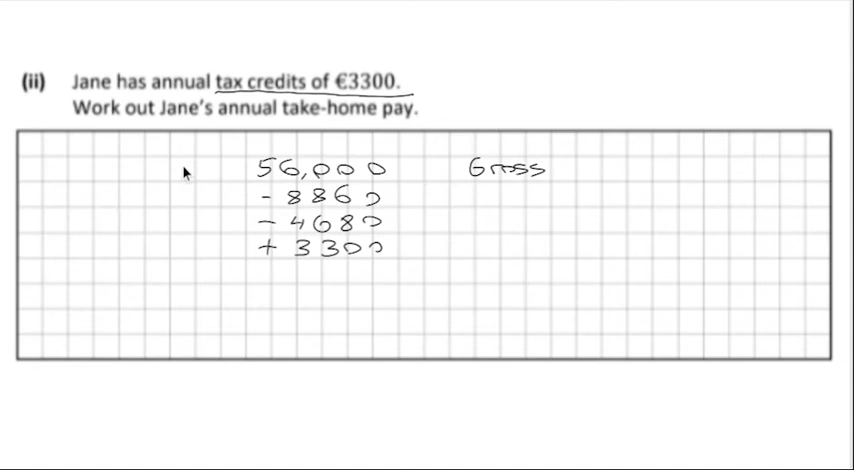 (ii) Jane has annual tax credits of €3300.
Work out Jane's annual take-home pay.
56,000 Gross
- 8860
- 4680
+ 3300